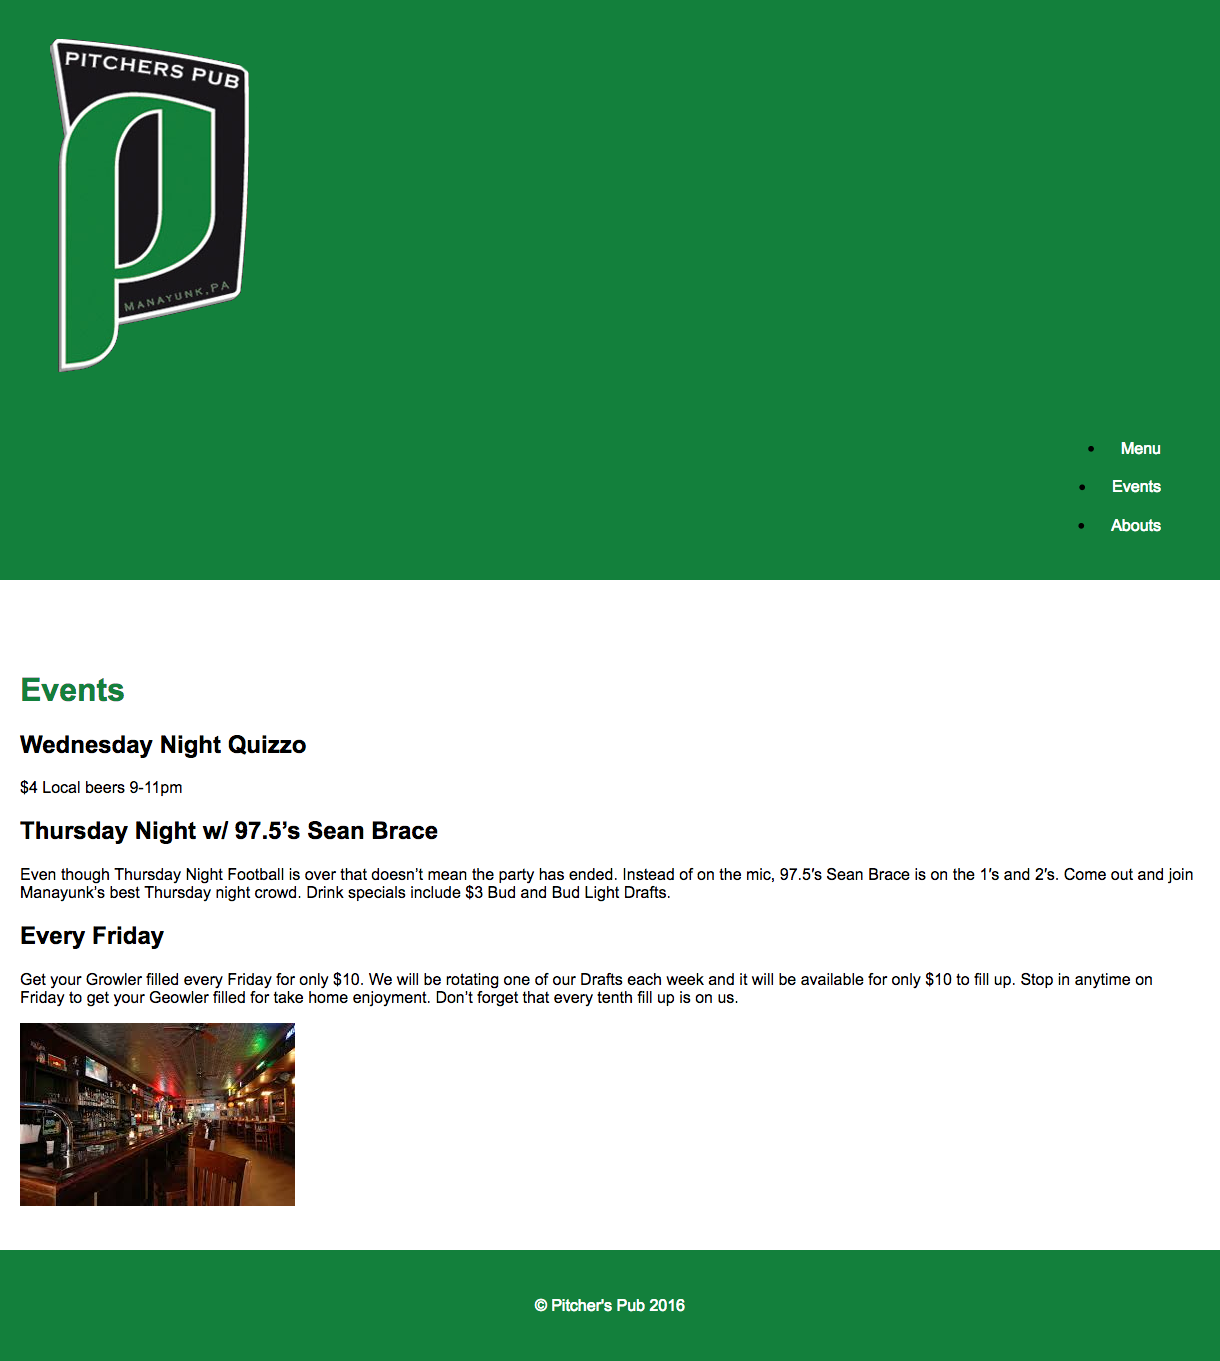 PITCHERS PUB
MANAYUNK, PA
Menu
Events
Abouts
Events
Wednesday Night Quizzo
$4 Local beers 9-11pm
Thursday Night w/ 97.5’s Sean Brace
Even though Thursday Night Football is over that doesn’t mean the party has ended. Instead of on the mic, 97.5′s Sean Brace is on the 1′s and 2′s. Come out and join
Manayunk’s best Thursday night crowd. Drink specials include $3 Bud and Bud Light Drafts.
Every Friday
Get your Growler filled every Friday for only $10. We will be rotating one of our Drafts each week and it will be available for only $10 to fill up. Stop in anytime on
Friday to get your Geowler filled for take home enjoyment. Don’t forget that every tenth fill up is on us.
© Pitcher's Pub 2016